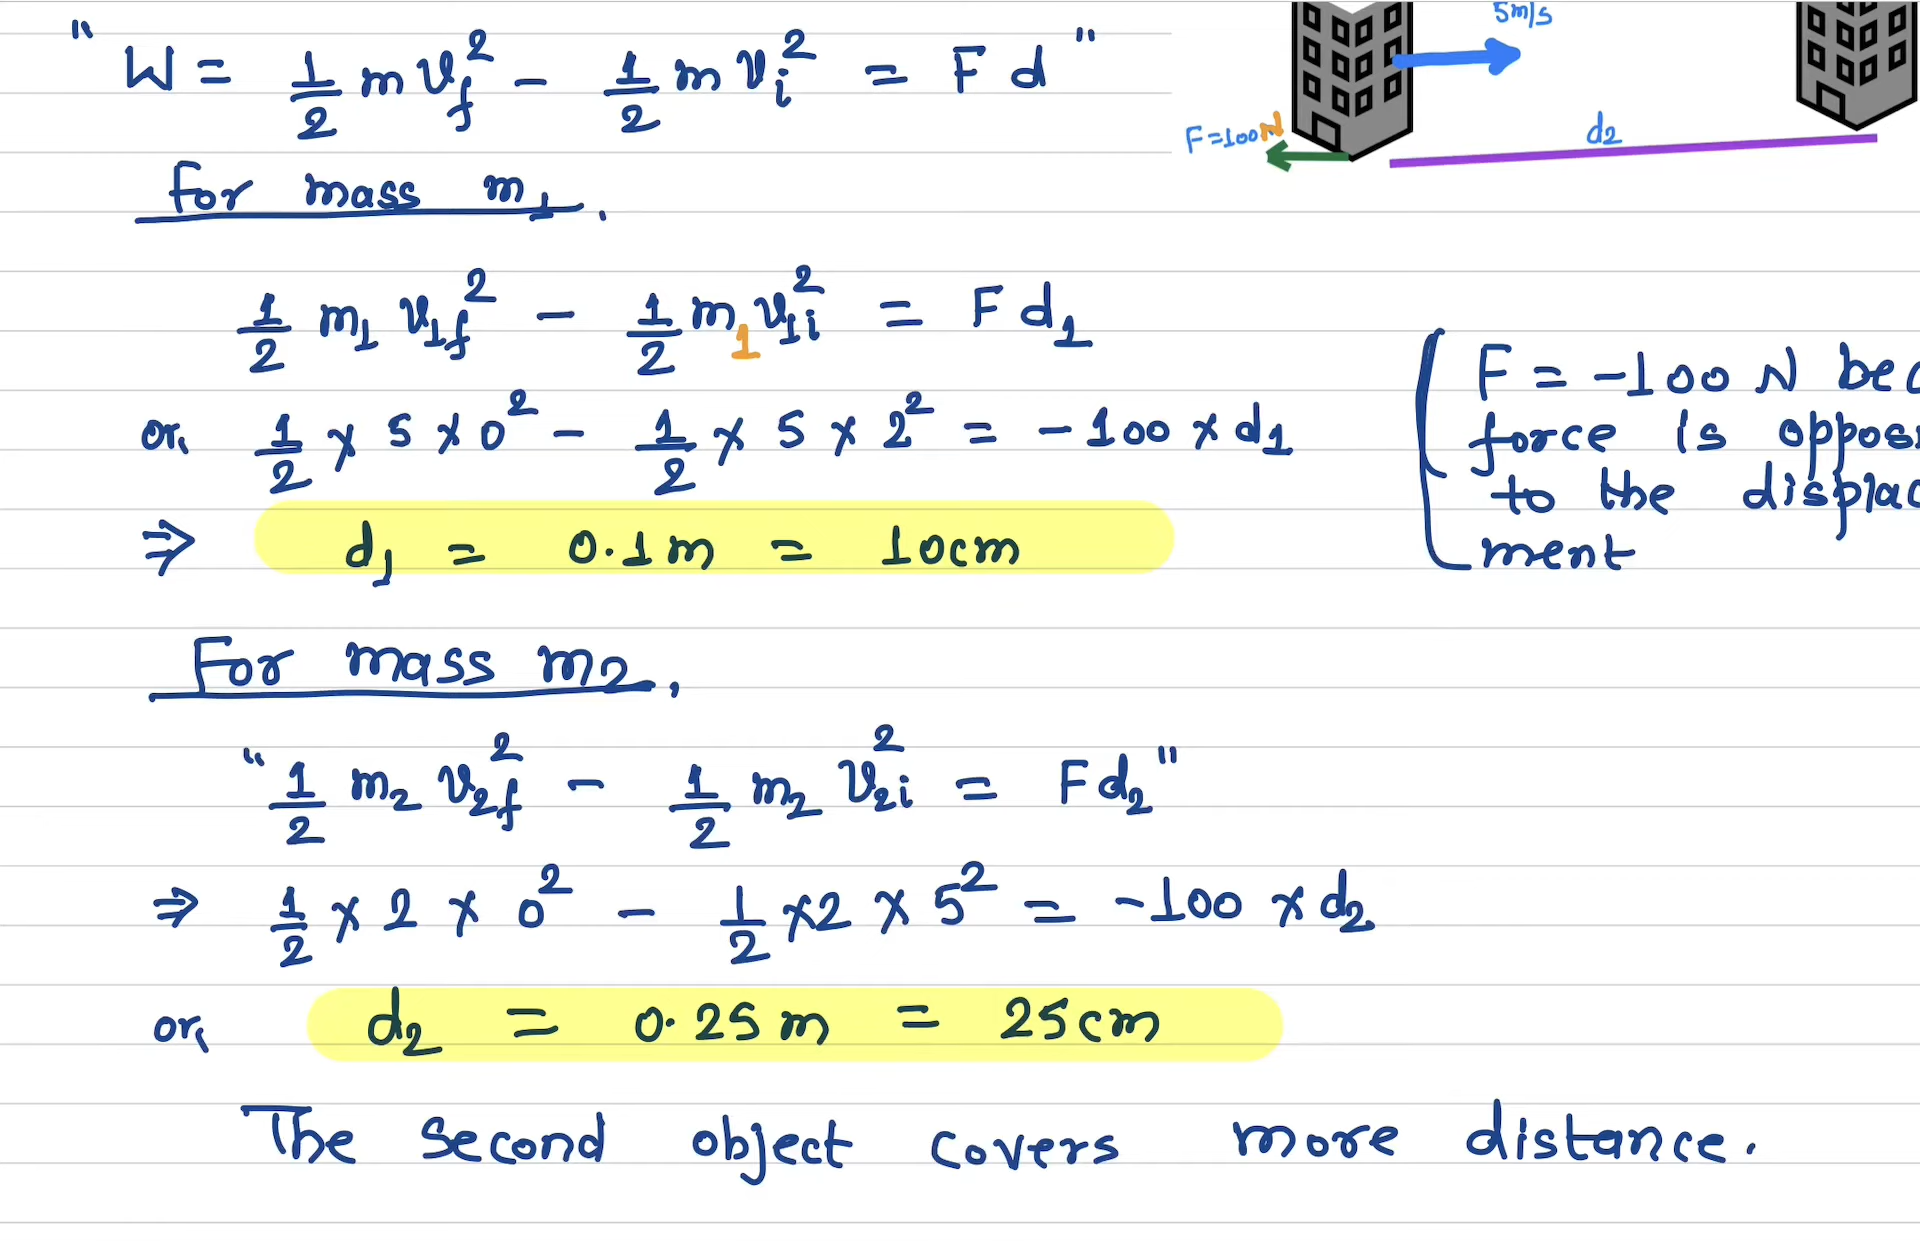 5m/s
"W = 1/2 m v_f^2 - 1/2 m v_i^2 = F d"
F=100N
d2
For mass m1,
1/2 m1 v1f^2 - 1/2 m1 v1i^2 = F d1
or, 1/2 × 5 × 0^2 - 1/2 × 5 × 2^2 = -100 × d1
⇒ d1 = 0.1m = 10cm
F = -100 N
force is
to the
ment
For mass m2,
"1/2 m2 v2f^2 - 1/2 m2 v2i^2 = F d2"
⇒ 1/2 × 2 × 0^2 - 1/2 × 2 × 5^2 = -100 × d2
or, d2 = 0.25m = 25cm
The second object covers more distance.